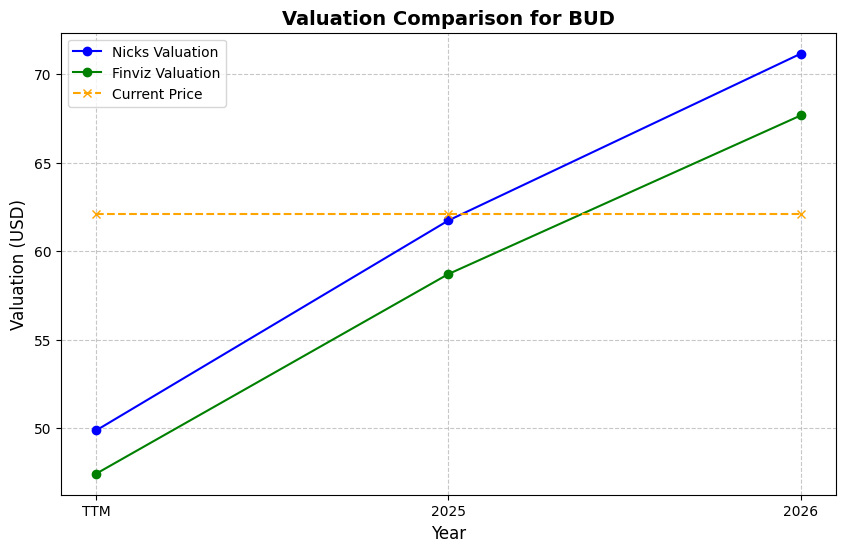 Valuation Comparison for BUD
Nicks Valuation
Finviz Valuation
Current Price
Valuation (USD)
70
65
60
55
50
TTM 2025 2026
Year